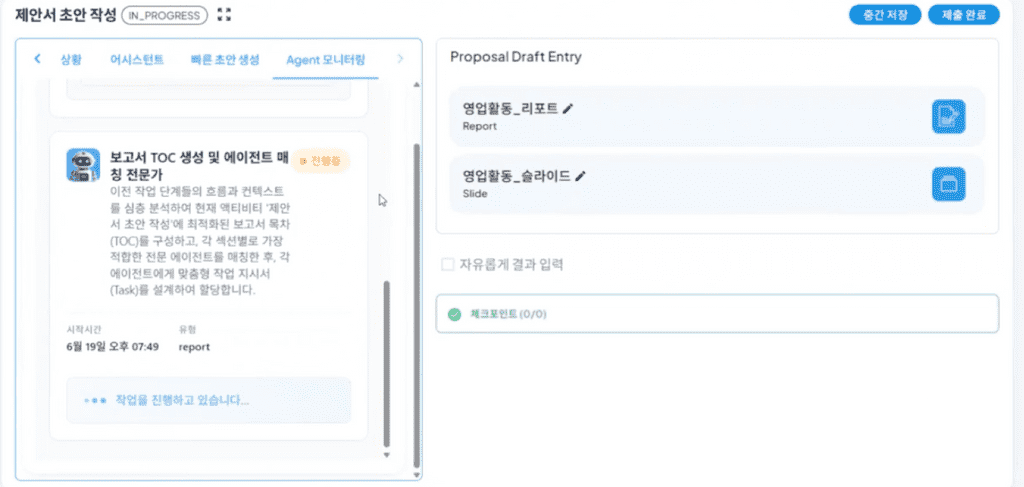 제안서 초안 작성 IN_PROGRESS
중간 저장
제출 완료
상황
어시스턴트
빠른 초안 생성
Agent 모니터링
보고서 TOC 생성 및 에이전트 매
칭 전문가
진행중
이전 작업 단계들의 흐름과 컨텍스트
를 심층 분석하여 현재 액티비티 '제안
서 초안 작성'에 최적화된 보고서 목차
(TOC)를 구성하고, 각 섹션별로 가장
적합한 전문 에이전트를 매칭한 후, 각
에이전트에게 맞춤형 작업 지시서
(Task)를 설계하여 할당합니다.
시작시간
유형
6월 19일 오후 07:49
report
작업을 진행하고 있습니다...
Proposal Draft Entry
영업활동_리포트
Report
영업활동_슬라이드
Slide
자유롭게 결과 입력
체크포인트 (0/0)